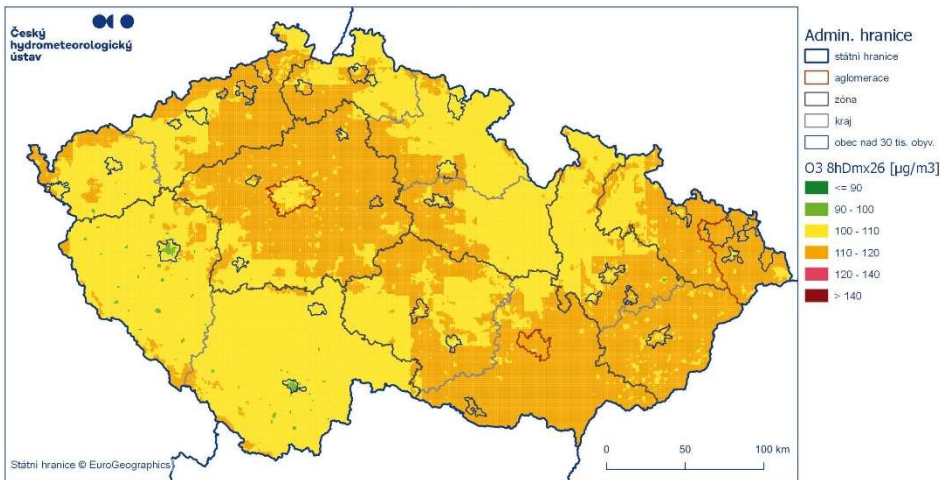 Český
hydrometeorologický
ústav
Admin. hranice
státní hranice
aglomerace
zóna
kraj
obec nad 30 tis. obyv.
O3 8hDmx26 [µg/m3]
<= 90
90 - 100
100 - 110
110 - 120
120 - 140
> 140
0 50 100 km
Státní hranice © EuroGeographics